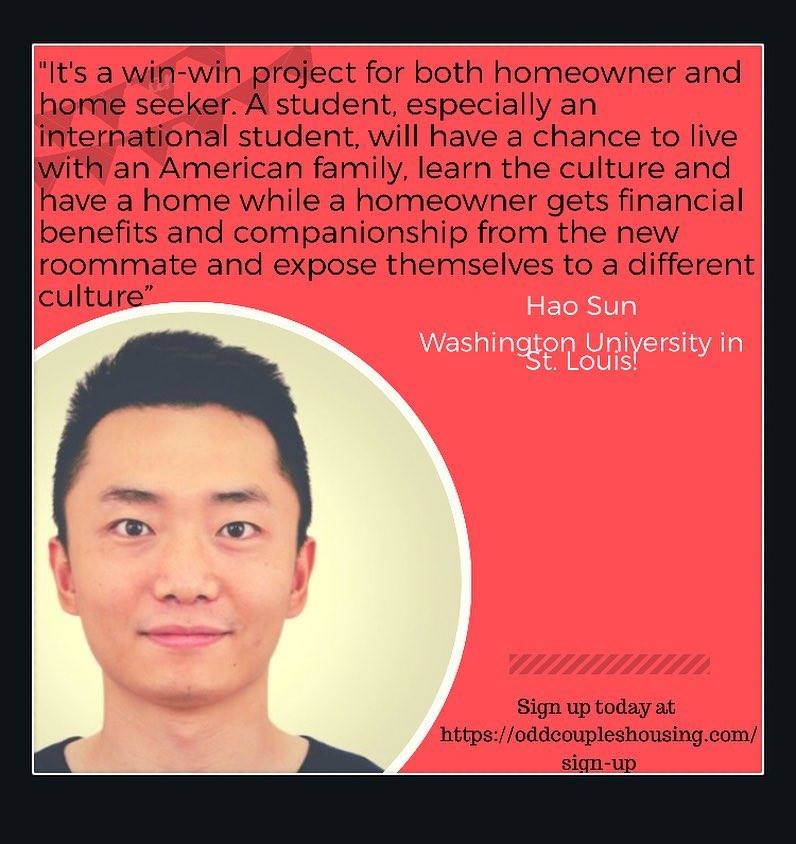 "It's a win-win project for both homeowner and
home seeker. A student, especially an
international student, will have a chance to live
with an American family, learn the culture and
have a home while a homeowner gets financial
benefits and companionship from the new
roommate and expose themselves to a different
culture”
Hao Sun
Washington University in
St. Louis!
Sign up today at
https://oddcoupleshousing.com/
sign-up